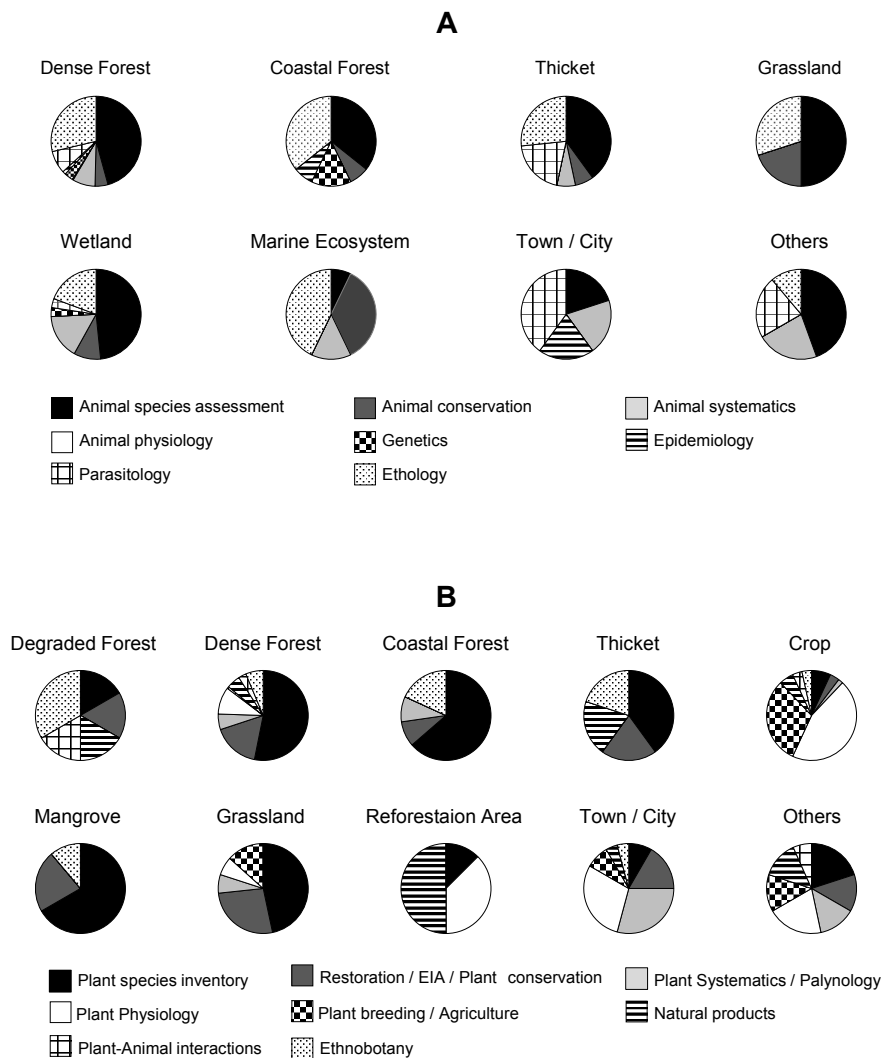 A
Dense Forest
Coastal Forest
Thicket
Grassland
Wetland
Marine Ecosystem
Town / City
Others
Animal species assessment
Animal conservation
Animal systematics
Animal physiology
Genetics
Epidemiology
Parasitology
Ethology
B
Degraded Forest
Dense Forest
Coastal Forest
Thicket
Crop
Mangrove
Grassland
Reforestaion Area
Town / City
Others
Plant species inventory
Restoration / EIA / Plant conservation
Plant Systematics / Palynology
Plant Physiology
Plant breeding / Agriculture
Natural products
Plant-Animal interactions
Ethnobotany